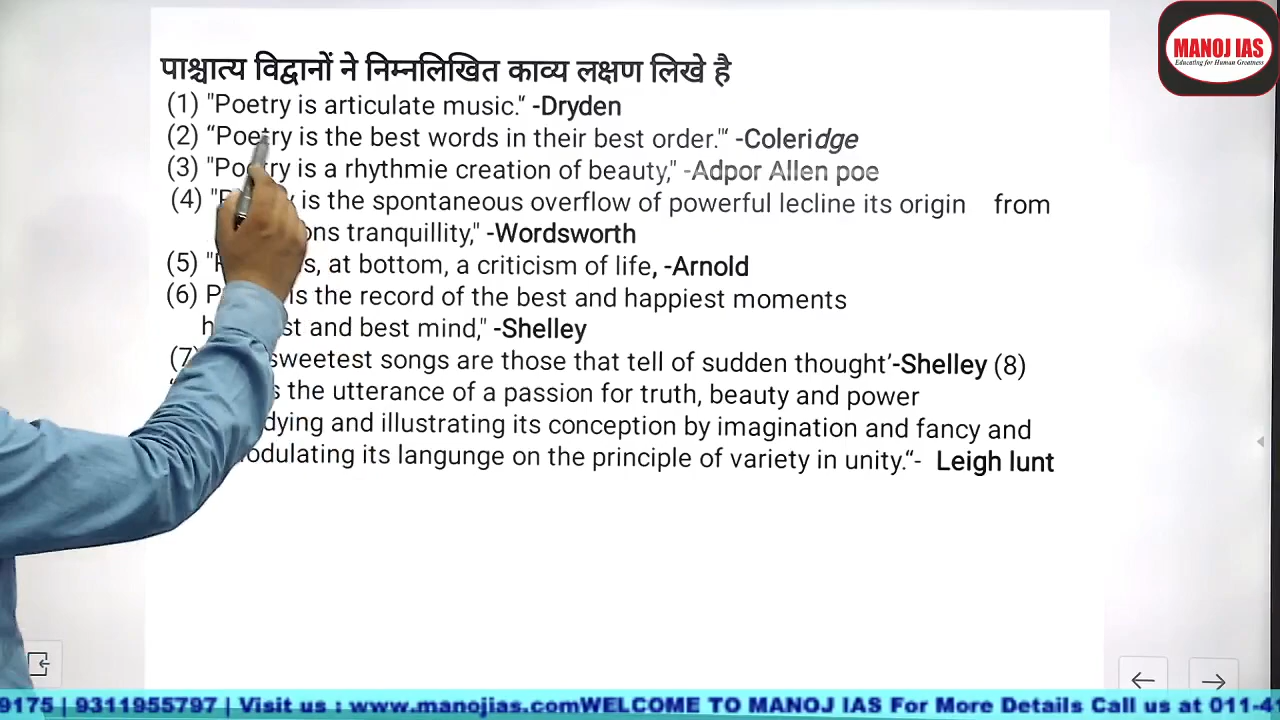 MANOJ IAS
Educating for Human Greatness
पाश्चात्य विद्वानों ने निम्नलिखित काव्य लक्षण लिखे है
(1) "Poetry is articulate music.“ -Dryden
(2) “Poetry is the best words in their best order.'“ -Coleridge
(3) "Poetry is a rhythmie creation of beauty," -Adpor Allen poe
(4) " is the spontaneous overflow of powerful lecline its origin from
ons tranquillity," -Wordsworth
(5) " s, at bottom, a criticism of life, -Arnold
(6) P is the record of the best and happiest moments
h st and best mind," -Shelley
(7) sweetest songs are those that tell of sudden thought’-Shelley (8)
s the utterance of a passion for truth, beauty and power
dying and illustrating its conception by imagination and fancy and
odulating its langunge on the principle of variety in unity.“- Leigh lunt
9175 | 9311955797 | Visit us : www.manojias.comWELCOME TO MANOJ IAS For More Details Call us at 011-4